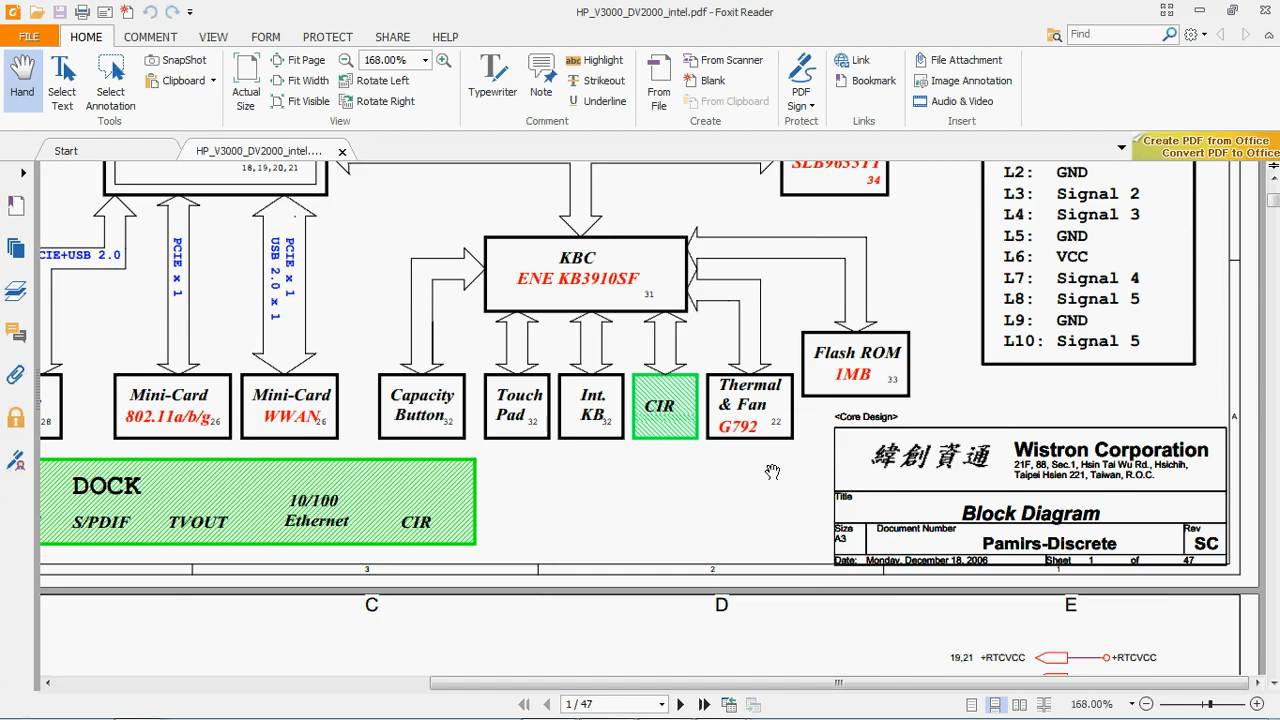 HP_V3000_DV2000_intel.pdf - Foxit Reader
FILE HOME COMMENT VIEW FORM PROTECT SHARE HELP
Find
Hand
Select Text
Select Annotation
SnapShot
Clipboard
Tools
Actual Size
Fit Page
Fit Width
Fit Visible
168.00%
Rotate Left
Rotate Right
View
Typewriter
Note
Highlight
Strikeout
Underline
Comment
From File
From Scanner
Blank
From Clipboard
Create
PDF Sign
Protect
Link
Bookmark
Links
File Attachment
Image Annotation
Audio & Video
Insert
Start
HP_V3000_DV2000_intel....
Create PDF from Office
Convert PDF to Office
18,19,20,21
34
L2: GND
L3: Signal 2
L4: Signal 3
L5: GND
L6: VCC
L7: Signal 4
L8: Signal 5
L9: GND
L10: Signal 5
CIE+USB 2.0
PCIE x 1
PCIE x 1
USB 2.0 x 1
KBC
ENE KB3910SF
31
28
Mini-Card
802.11a/b/g
26
Mini-Card
WWAN
26
Capacity
Button
32
Touch
Pad
32
Int.
KB
32
CIR
Thermal
& Fan
G792
22
Flash ROM
1MB
33
<Core Design>
緯創資通
Wistron Corporation
21F, 88, Sec.1, Hsin Tai Wu Rd., Hsichih,
Taipei Hsien 221, Taiwan, R.O.C.
Title
Block Diagram
Size
A3
Document Number
Pamirs-Discrete
Rev
SC
Date: Monday, December 18, 2006
Sheet 1 of 47
A
DOCK
S/PDIF
TVOUT
10/100
Ethernet
CIR
3 2 1
C D E
19,21 +RTCVCC
+RTCVCC
1 / 47
168.00%